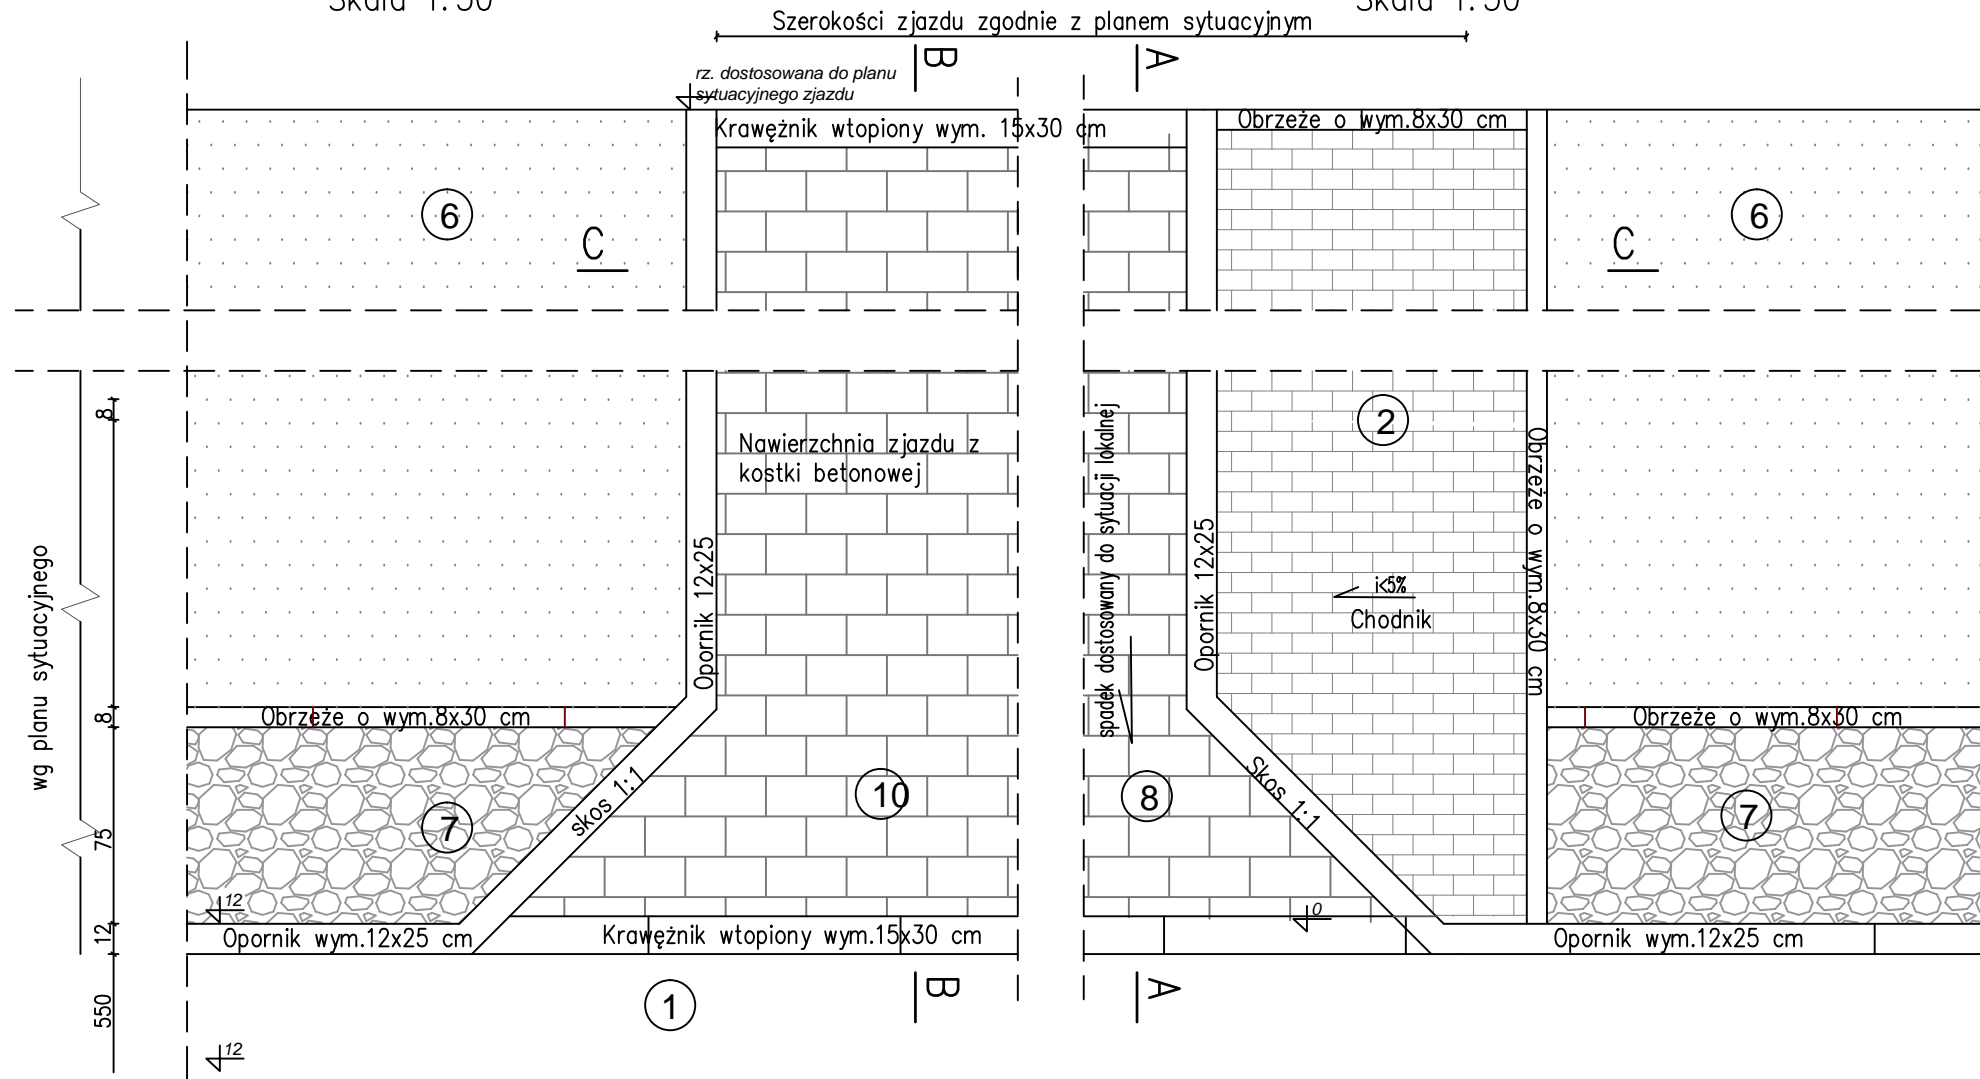 Skala 1:50
Skala 1:50
Szerokości zjazdu zgodnie z planem sytuacyjnym
B
A
rz. dostosowana do planu
sytuacyjnego zjazdu
Krawężnik wtopiony wym. 15x30 cm
Obrzeże o wym.8x30 cm
6
C
C
6
8
2
Nawierzchnia zjazdu z
kostki betonowej
spadek dostosowany do sytuacji lokalnej
Obrzeże o wym.8x30 cm
Opornik 12x25
Opornik 12x25
i<5%
Chodnik
wg planu sytuacyjnego
8
Obrzeże o wym.8x30 cm
Obrzeże o wym.8x30 cm
skos 1:1
Skos 1:1
10
8
7
7
75
12
0
12
Opornik wym.12x25 cm
Krawężnik wtopiony wym.15x30 cm
Opornik wym.12x25 cm
B
A
1
550
12